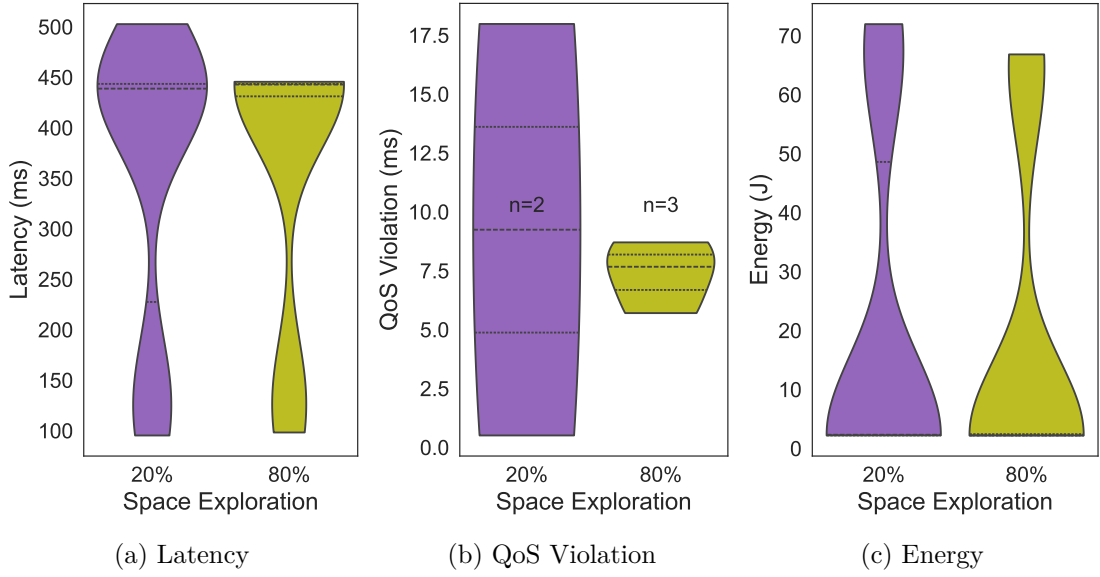 500
450
400
350
300
250
200
150
100
Latency (ms)
20% 80%
Space Exploration
(a) Latency
17.5
15.0
12.5
10.0
7.5
5.0
2.5
0.0
QoS Violation (ms)
n=2 n=3
20% 80%
Space Exploration
(b) QoS Violation
70
60
50
40
30
20
10
0
Energy (J)
20% 80%
Space Exploration
(c) Energy